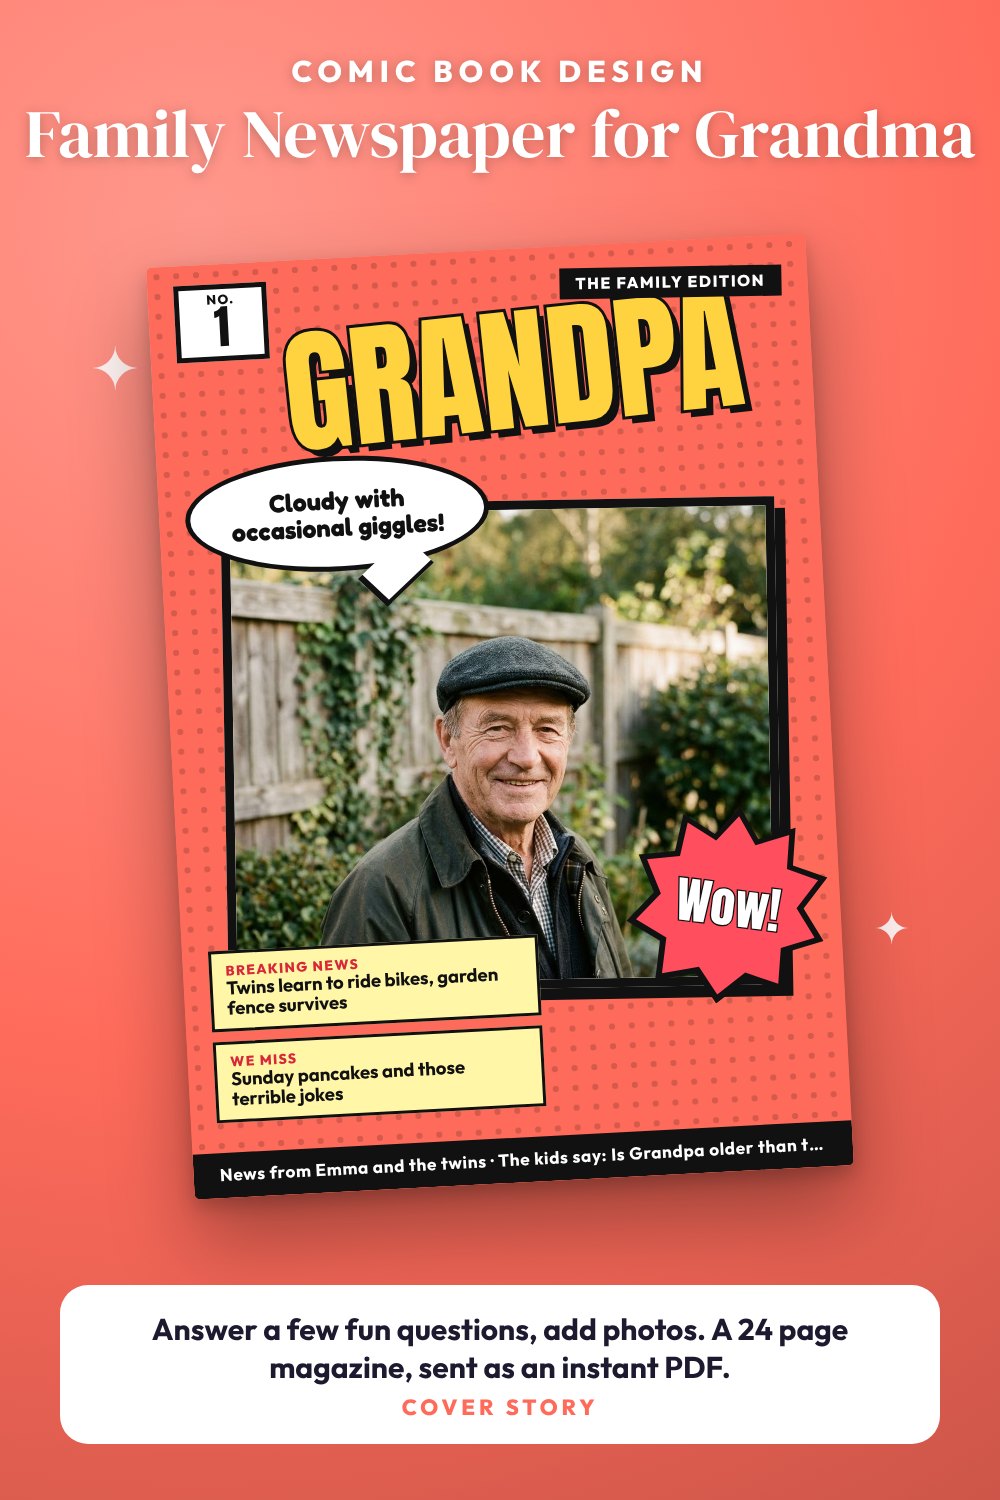 COMIC BOOK DESIGN
Family Newspaper for Grandma
NO.
1
THE FAMILY EDITION
GRANDPA
Cloudy with
occasional giggles!
Wow!
BREAKING NEWS
Twins learn to ride bikes, garden
fence survives
WE MISS
Sunday pancakes and those
terrible jokes
News from Emma and the twins · The kids say: Is Grandpa older than t...
Answer a few fun questions, add photos. A 24 page
magazine, sent as an instant PDF.
COVER STORY